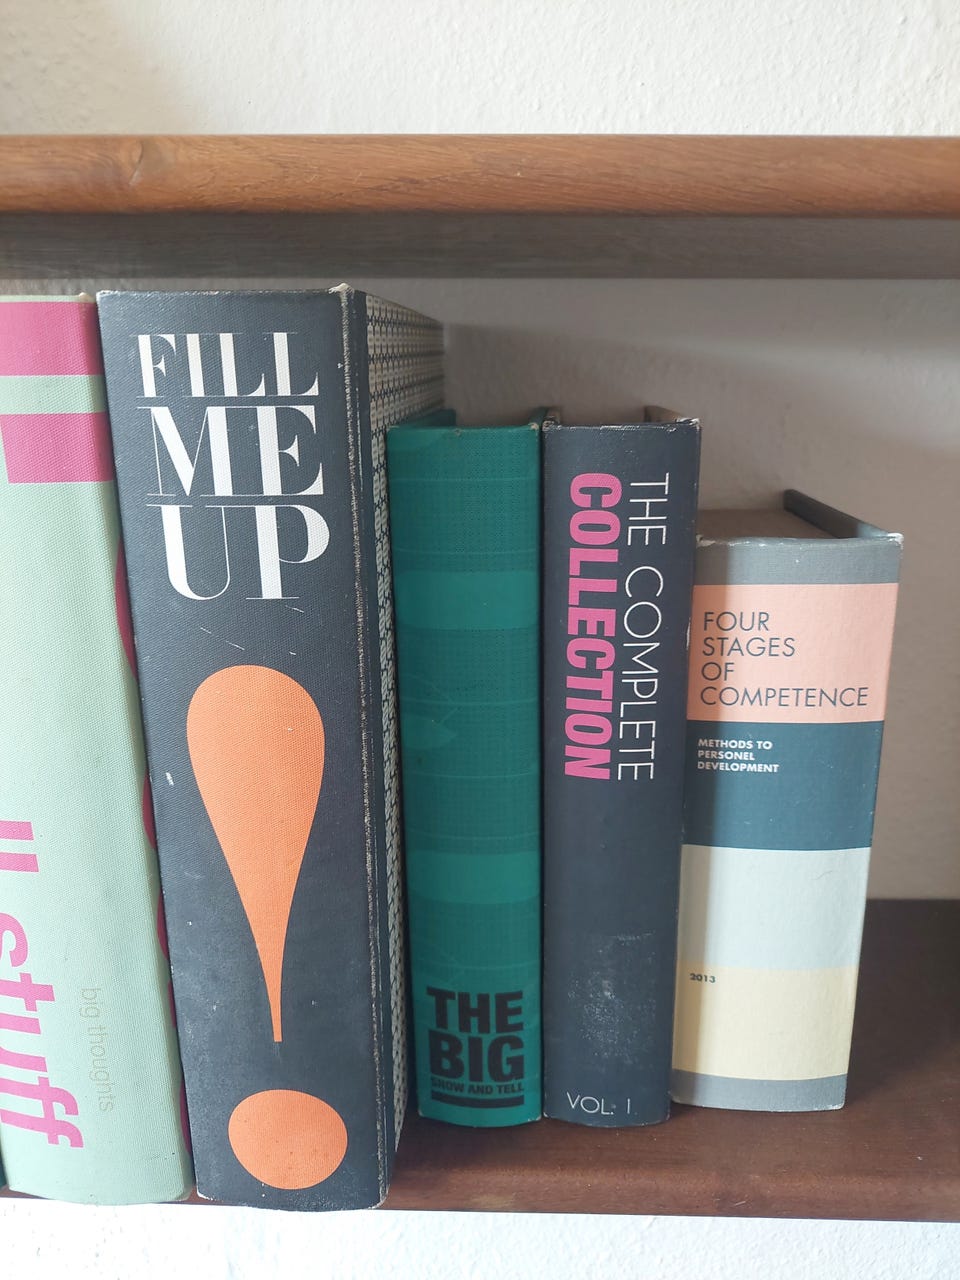 ll stuff
big thoughts
FILL
ME
UP
THE
BIG
SHOW AND TELL
THE COMPLETE
COLLECTION
VOL. I
FOUR
STAGES
OF
COMPETENCE
METHODS TO
PERSONEL
DEVELOPMENT
2013